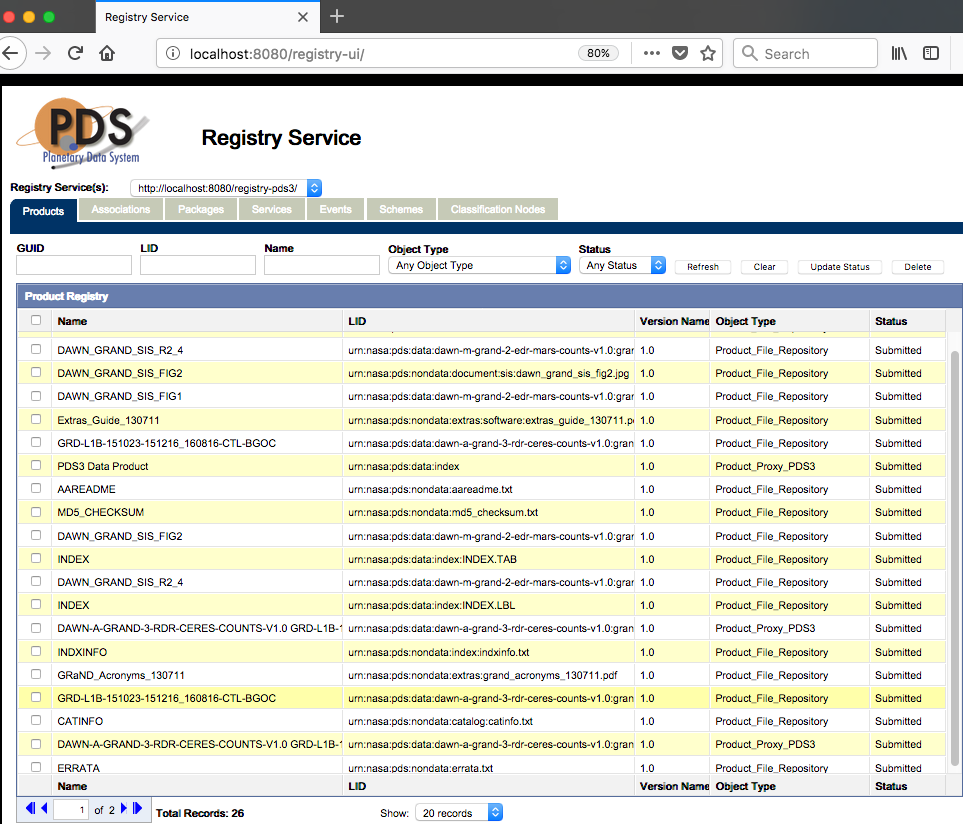 Registry Service
localhost:8080/registry-ui/ 80% Search
PDS
Planetary Data System
Registry Service
Registry Service(s): http://localhost:8080/registry-pds3/
Products Associations Packages Services Events Schemes Classification Nodes
GUID LID Name Object Type Status
Any Object Type Any Status Refresh Clear Update Status Delete
Product Registry
Name LID Version Name Object Type Status
DAWN_GRAND_SIS_R2_4 urn:nasa:pds:data:dawn-m-grand-2-edr-mars-counts-v1.0:gran 1.0 Product_File_Repository Submitted
DAWN_GRAND_SIS_FIG2 urn:nasa:pds:nondata:document:sis:dawn_grand_sis_fig2.jpg 1.0 Product_File_Repository Submitted
DAWN_GRAND_SIS_FIG1 urn:nasa:pds:data:dawn-m-grand-2-edr-mars-counts-v1.0:gran 1.0 Product_File_Repository Submitted
Extras_Guide_130711 urn:nasa:pds:nondata:extras:software:extras_guide_130711.p 1.0 Product_File_Repository Submitted
GRD-L1B-151023-151216_160816-CTL-BGOC urn:nasa:pds:data:dawn-a-grand-3-rdr-ceres-counts-v1.0:gran 1.0 Product_File_Repository Submitted
PDS3 Data Product urn:nasa:pds:data:index 1.0 Product_Proxy_PDS3 Submitted
AAREADME urn:nasa:pds:nondata:aareadme.txt 1.0 Product_File_Repository Submitted
MD5_CHECKSUM urn:nasa:pds:nondata:md5_checksum.txt 1.0 Product_File_Repository Submitted
DAWN_GRAND_SIS_FIG2 urn:nasa:pds:data:dawn-m-grand-2-edr-mars-counts-v1.0:gran 1.0 Product_File_Repository Submitted
INDEX urn:nasa:pds:data:index:INDEX.TAB 1.0 Product_File_Repository Submitted
DAWN_GRAND_SIS_R2_4 urn:nasa:pds:data:dawn-m-grand-2-edr-mars-counts-v1.0:gran 1.0 Product_File_Repository Submitted
INDEX urn:nasa:pds:data:index:INDEX.LBL 1.0 Product_File_Repository Submitted
DAWN-A-GRAND-3-RDR-CERES-COUNTS-V1.0 GRD-L1B-1 urn:nasa:pds:data:dawn-a-grand-3-rdr-ceres-counts-v1.0:gran 1.0 Product_Proxy_PDS3 Submitted
INDXINFO urn:nasa:pds:nondata:index:indxinfo.txt 1.0 Product_File_Repository Submitted
GRaND_Acronyms_130711 urn:nasa:pds:nondata:extras:grand_acronyms_130711.pdf 1.0 Product_File_Repository Submitted
GRD-L1B-151023-151216_160816-CTL-BGOC urn:nasa:pds:data:dawn-a-grand-3-rdr-ceres-counts-v1.0:gran 1.0 Product_File_Repository Submitted
CATINFO urn:nasa:pds:nondata:catalog:catinfo.txt 1.0 Product_File_Repository Submitted
DAWN-A-GRAND-3-RDR-CERES-COUNTS-V1.0 GRD-L1B-1 urn:nasa:pds:data:dawn-a-grand-3-rdr-ceres-counts-v1.0:gran 1.0 Product_Proxy_PDS3 Submitted
ERRATA urn:nasa:pds:nondata:errata.txt 1.0 Product_File_Repository Submitted
Name LID Version Name Object Type Status
1 of 2 Total Records: 26 Show: 20 records